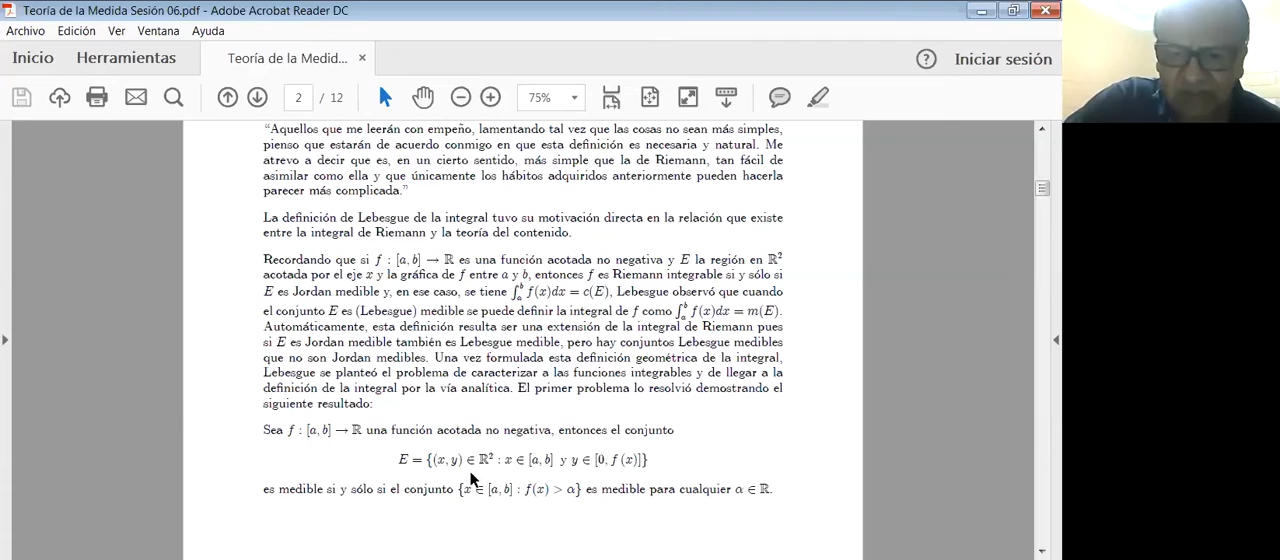 Teoría de la Medida Sesión 06.pdf - Adobe Acrobat Reader DC
Archivo Edición Ver Ventana Ayuda
Inicio Herramientas Teoría de la Medid... × Iniciar sesión
2 / 12 75%
“Aquellos que me leerán con empeño, lamentando tal vez que las cosas no sean más simples,
pienso que estarán de acuerdo conmigo en que esta definición es necesaria y natural. Me
atrevo a decir que es, en un cierto sentido, más simple que la de Riemann, tan fácil de
asimilar como ella y que únicamente los hábitos adquiridos anteriormente pueden hacerla
parecer más complicada.”
La definición de Lebesgue de la integral tuvo su motivación directa en la relación que existe
entre la integral de Riemann y la teoría del contenido.
Recordando que si f : [a, b] → ℝ es una función acotada no negativa y E la región en ℝ²
acotada por el eje x y la gráfica de f entre a y b, entonces f es Riemann integrable si y sólo si
E es Jordan medible y, en ese caso, se tiene ∫ₐᵇ f(x)dx = c(E), Lebesgue observó que cuando
el conjunto E es (Lebesgue) medible se puede definir la integral de f como ∫ₐᵇ f(x)dx = m(E).
Automáticamente, esta definición resulta ser una extensión de la integral de Riemann pues
si E es Jordan medible también es Lebesgue medible, pero hay conjuntos Lebesgue medibles
que no son Jordan medibles. Una vez formulada esta definición geométrica de la integral,
Lebesgue se planteó el problema de caracterizar a las funciones integrables y de llegar a la
definición de la integral por la vía analítica. El primer problema lo resolvió demostrando el
siguiente resultado:
Sea f : [a, b] → ℝ una función acotada no negativa, entonces el conjunto
E = {(x, y) ∈ ℝ² : x ∈ [a, b] y y ∈ [0, f (x)]}
es medible si y sólo si el conjunto {x ∈ [a, b] : f(x) > α} es medible para cualquier α ∈ ℝ.